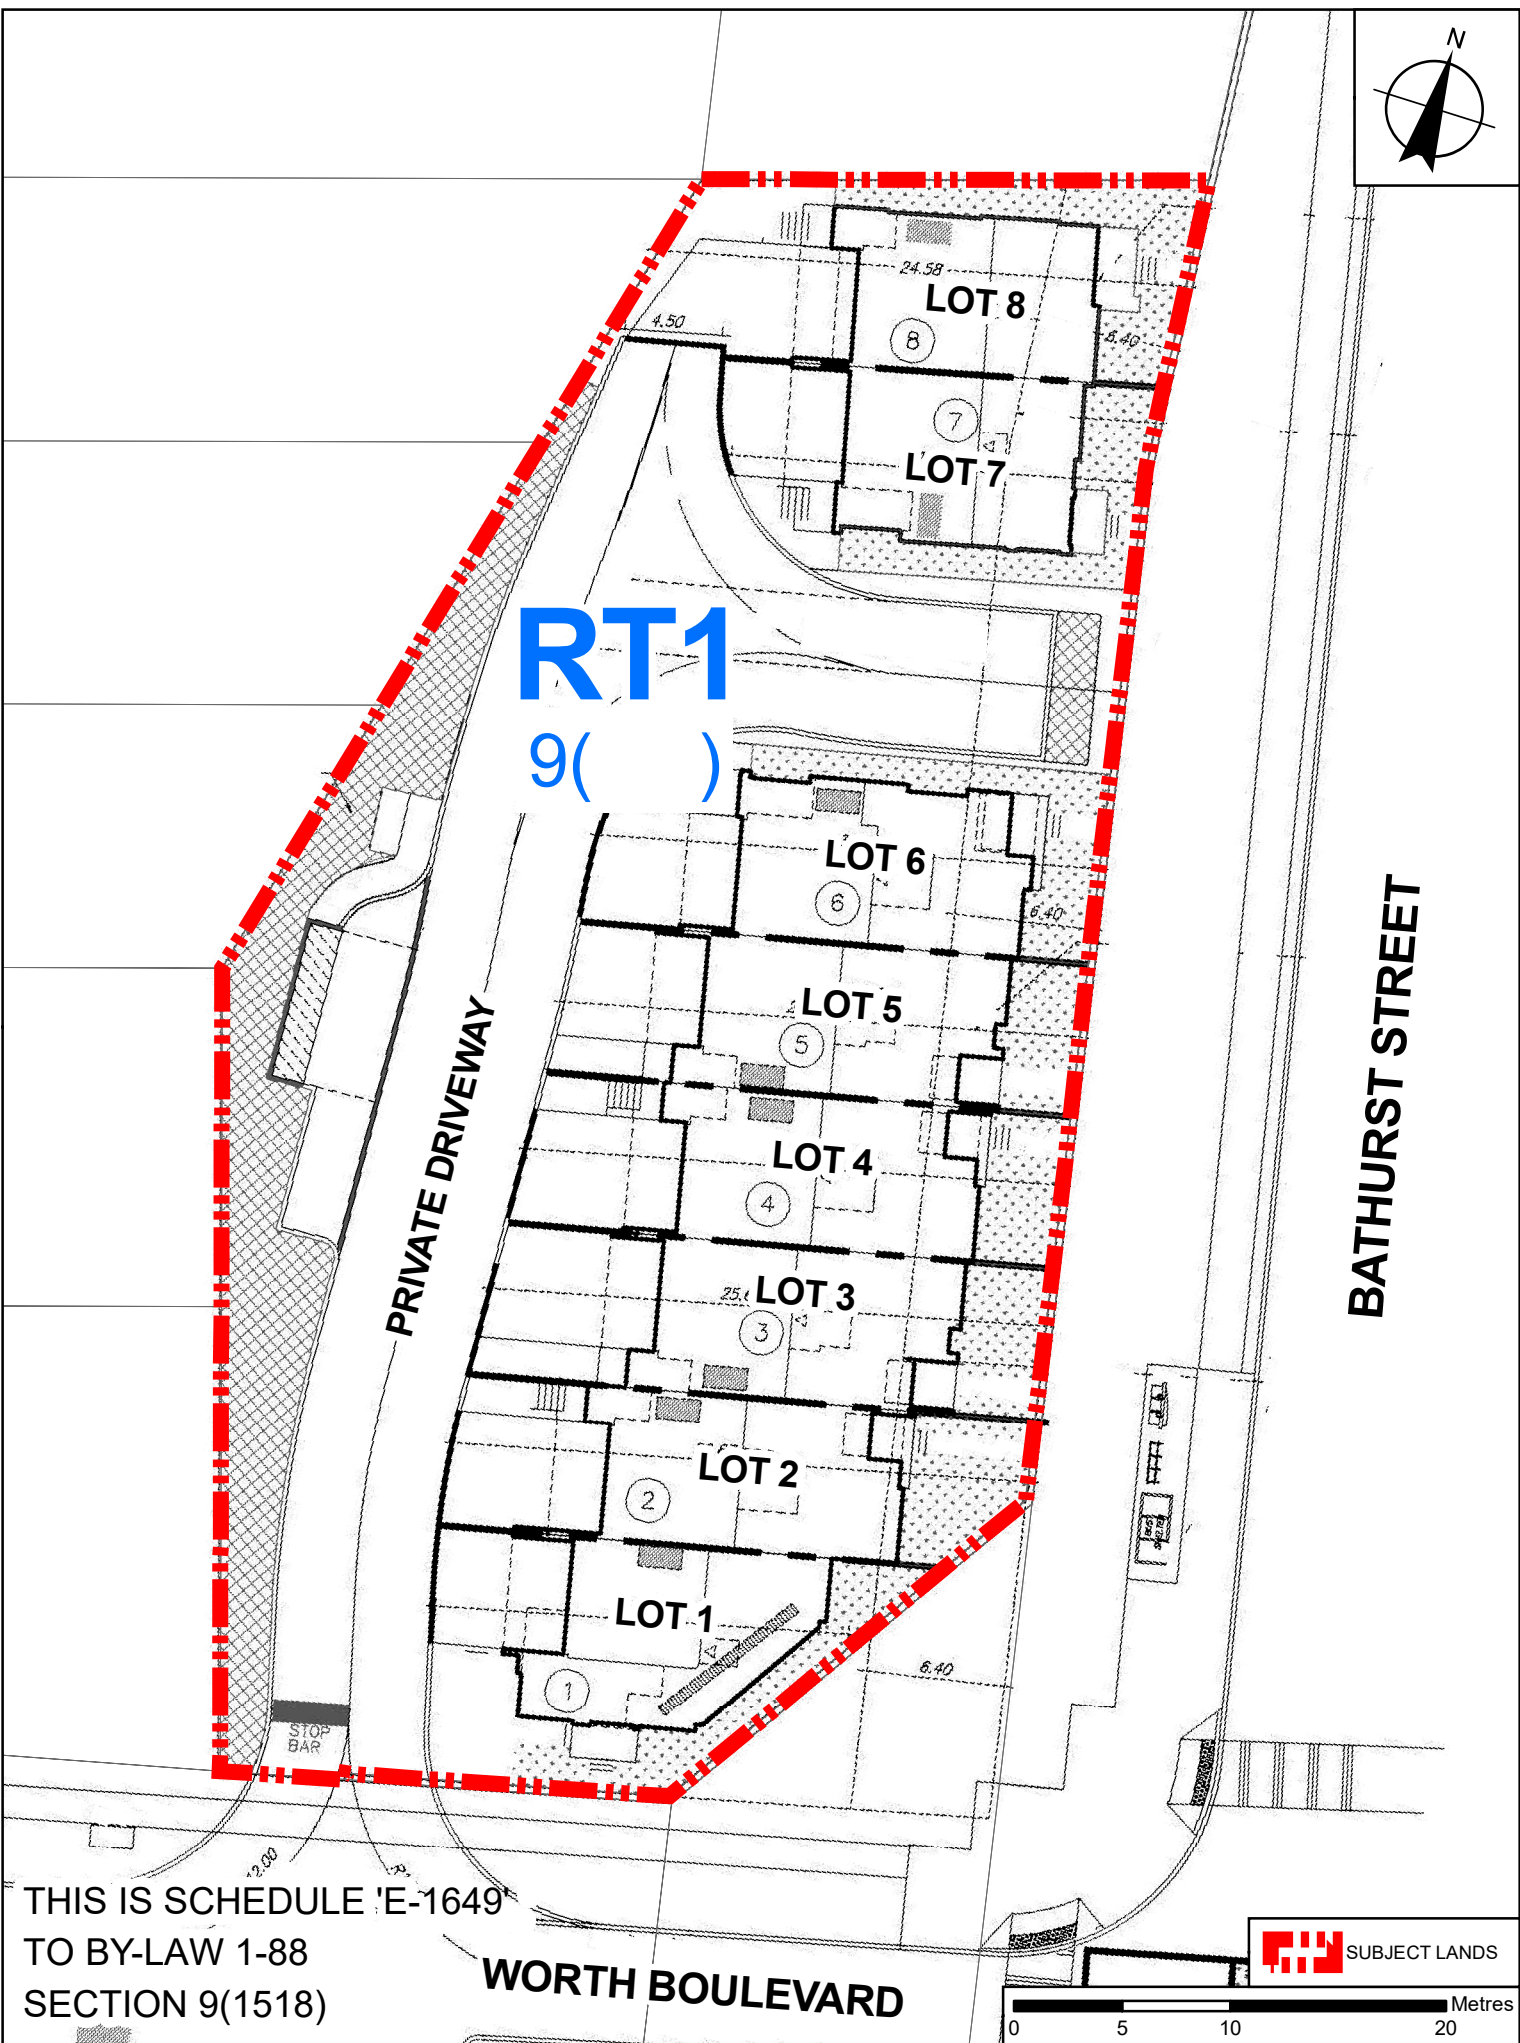 N
24.58
LOT 8
4.50
8
6.40
7
LOT 7
RT1
9(    )
LOT 6
6
6.40
LOT 5
5
BATHURST STREET
PRIVATE DRIVEWAY
LOT 4
4
LOT 3
3
LOT 2
2
LOT 1
1
6.40
STOP
BAR
THIS IS SCHEDULE 'E-1649'
TO BY-LAW 1-88
SECTION 9(1518)
WORTH BOULEVARD
SUBJECT LANDS
Metres
0 5 10 20